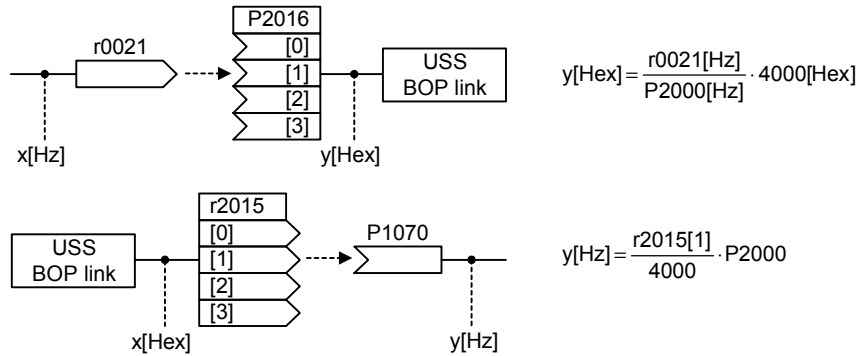 P2016
r0021
[0]
[1]
[2]
[3]
USS
BOP link
x[Hz]
y[Hex]
y[Hex] = r0021[Hz] / P2000[Hz] · 4000[Hex]
r2015
[0]
[1]
[2]
[3]
USS
BOP link
P1070
x[Hex]
y[Hz]
y[Hz] = r2015[1] / 4000 · P2000